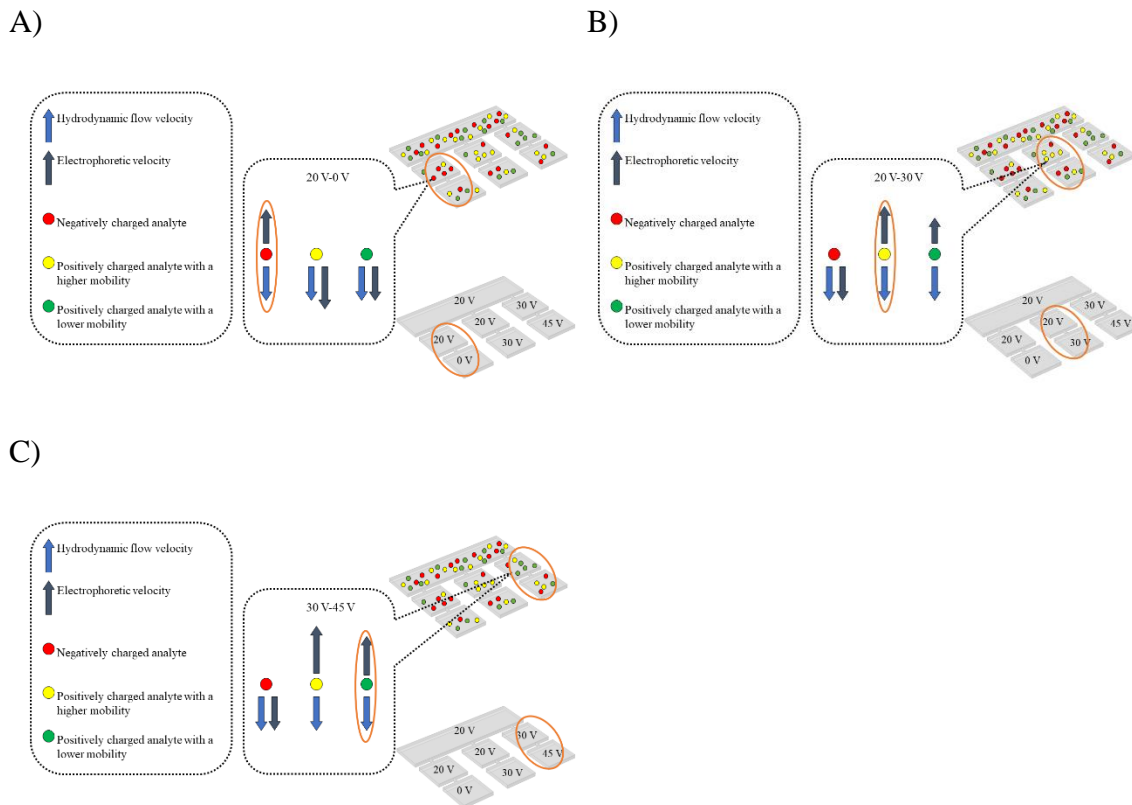 A)
Hydrodynamic flow velocity
Electrophoretic velocity
Negatively charged analyte
Positively charged analyte with a
higher mobility
Positively charged analyte with a
lower mobility
20 V-0 V
20 V
30 V
20 V
45 V
20 V
30 V
0 V
B)
Hydrodynamic flow velocity
Electrophoretic velocity
Negatively charged analyte
Positively charged analyte with a
higher mobility
Positively charged analyte with a
lower mobility
20 V-30 V
20 V
30 V
20 V
45 V
20 V
30 V
0 V
C)
Hydrodynamic flow velocity
Electrophoretic velocity
Negatively charged analyte
Positively charged analyte with a
higher mobility
Positively charged analyte with a
lower mobility
30 V-45 V
20 V
30 V
20 V
45 V
20 V
30 V
0 V